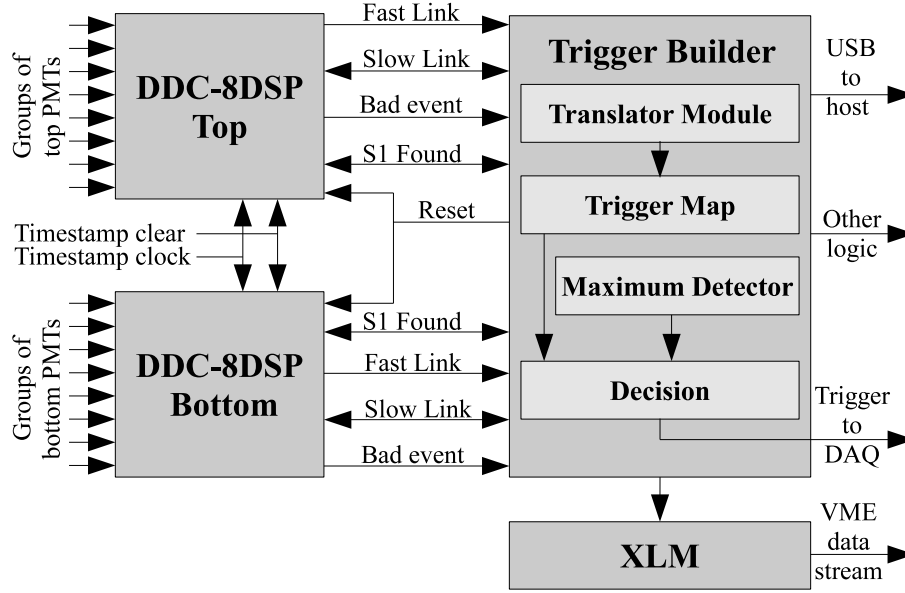 Groups of
top PMTs
DDC-8DSP
Top
Fast Link
Slow Link
Bad event
S1 Found
Reset
Timestamp clear
Timestamp clock
Groups of
bottom PMTs
DDC-8DSP
Bottom
S1 Found
Fast Link
Slow Link
Bad event
Trigger Builder
Translator Module
Trigger Map
Maximum Detector
Decision
XLM
USB
to
host
Other
logic
Trigger
to
DAQ
VME
data
stream